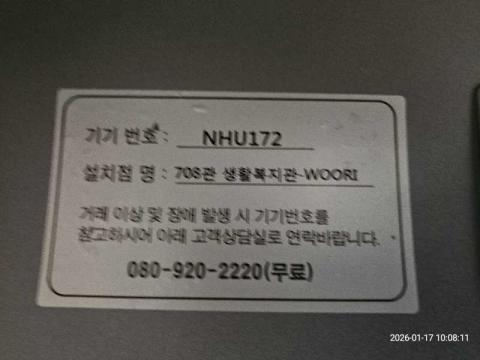 기기 번호 : NHU172
설치점 명 : 708관 생활복지관-WOORI
거래 이상 및 장애 발생 시 기기번호를
참고하시어 아래 고객상담실로 연락바랍니다.
080-920-2220(무료)
2026-01-17 10:08:11